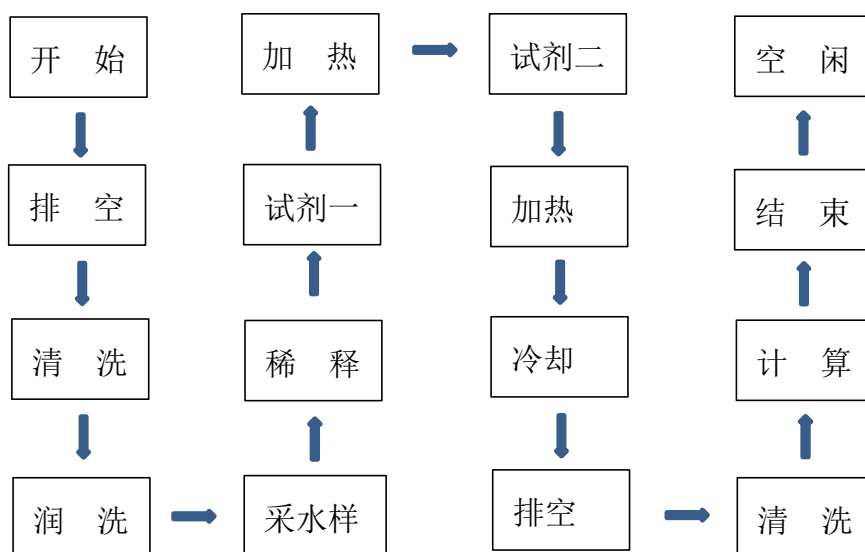 开 始
排 空
清 洗
润 洗
采水样
稀 释
试剂一
加 热
试剂二
加热
冷却
排空
清 洗
计 算
结 束
空 闲